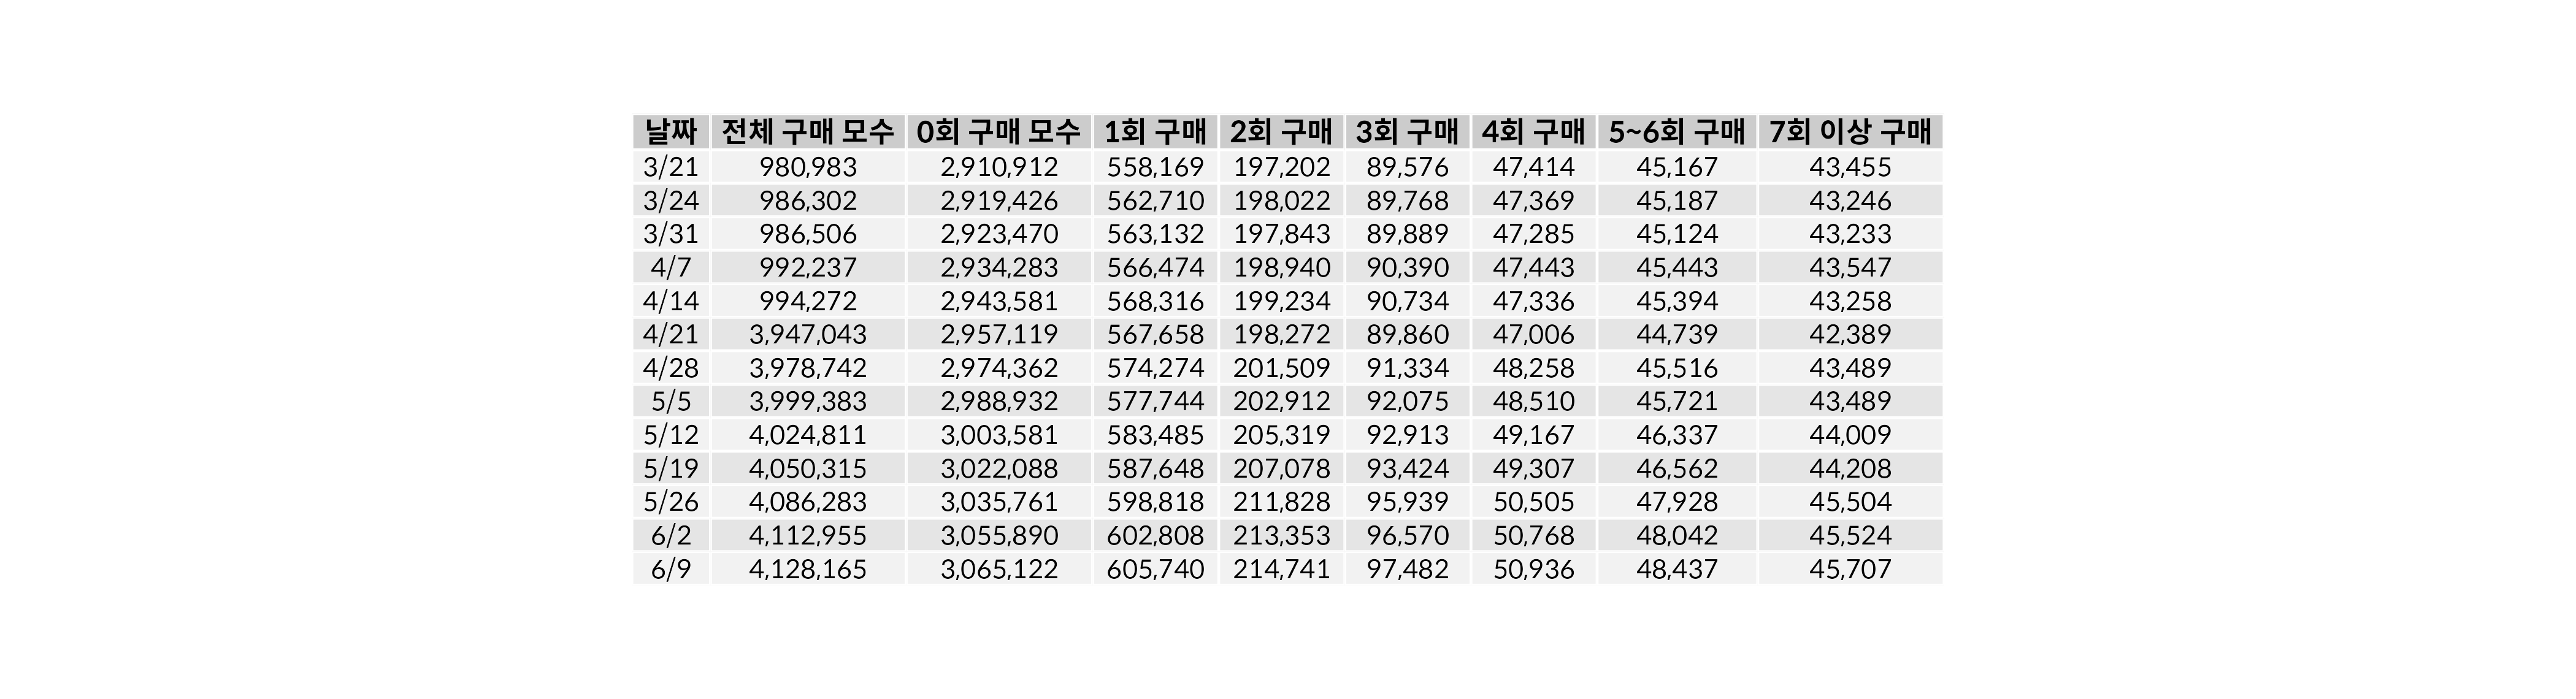 날짜 전체 구매 모수 0회 구매 모수 1회 구매 2회 구매 3회 구매 4회 구매 5~6회 구매 7회 이상 구매
3/21 980,983 2,910,912 558,169 197,202 89,576 47,414 45,167 43,455
3/24 986,302 2,919,426 562,710 198,022 89,768 47,369 45,187 43,246
3/31 986,506 2,923,470 563,132 197,843 89,889 47,285 45,124 43,233
4/7 992,237 2,934,283 566,474 198,940 90,390 47,443 45,443 43,547
4/14 994,272 2,943,581 568,316 199,234 90,734 47,336 45,394 43,258
4/21 3,947,043 2,957,119 567,658 198,272 89,860 47,006 44,739 42,389
4/28 3,978,742 2,974,362 574,274 201,509 91,334 48,258 45,516 43,489
5/5 3,999,383 2,988,932 577,744 202,912 92,075 48,510 45,721 43,489
5/12 4,024,811 3,003,581 583,485 205,319 92,913 49,167 46,337 44,009
5/19 4,050,315 3,022,088 587,648 207,078 93,424 49,307 46,562 44,208
5/26 4,086,283 3,035,761 598,818 211,828 95,939 50,505 47,928 45,504
6/2 4,112,955 3,055,890 602,808 213,353 96,570 50,768 48,042 45,524
6/9 4,128,165 3,065,122 605,740 214,741 97,482 50,936 48,437 45,707